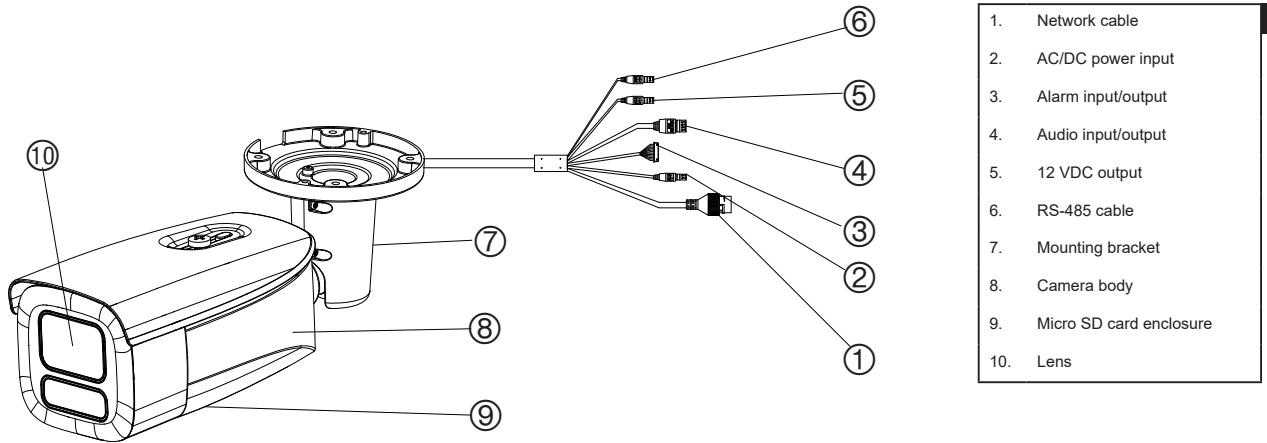 ⑥
⑤
④
③
②
①
⑦
⑧
⑨
⑩
1. Network cable
2. AC/DC power input
3. Alarm input/output
4. Audio input/output
5. 12 VDC output
6. RS-485 cable
7. Mounting bracket
8. Camera body
9. Micro SD card enclosure
10. Lens